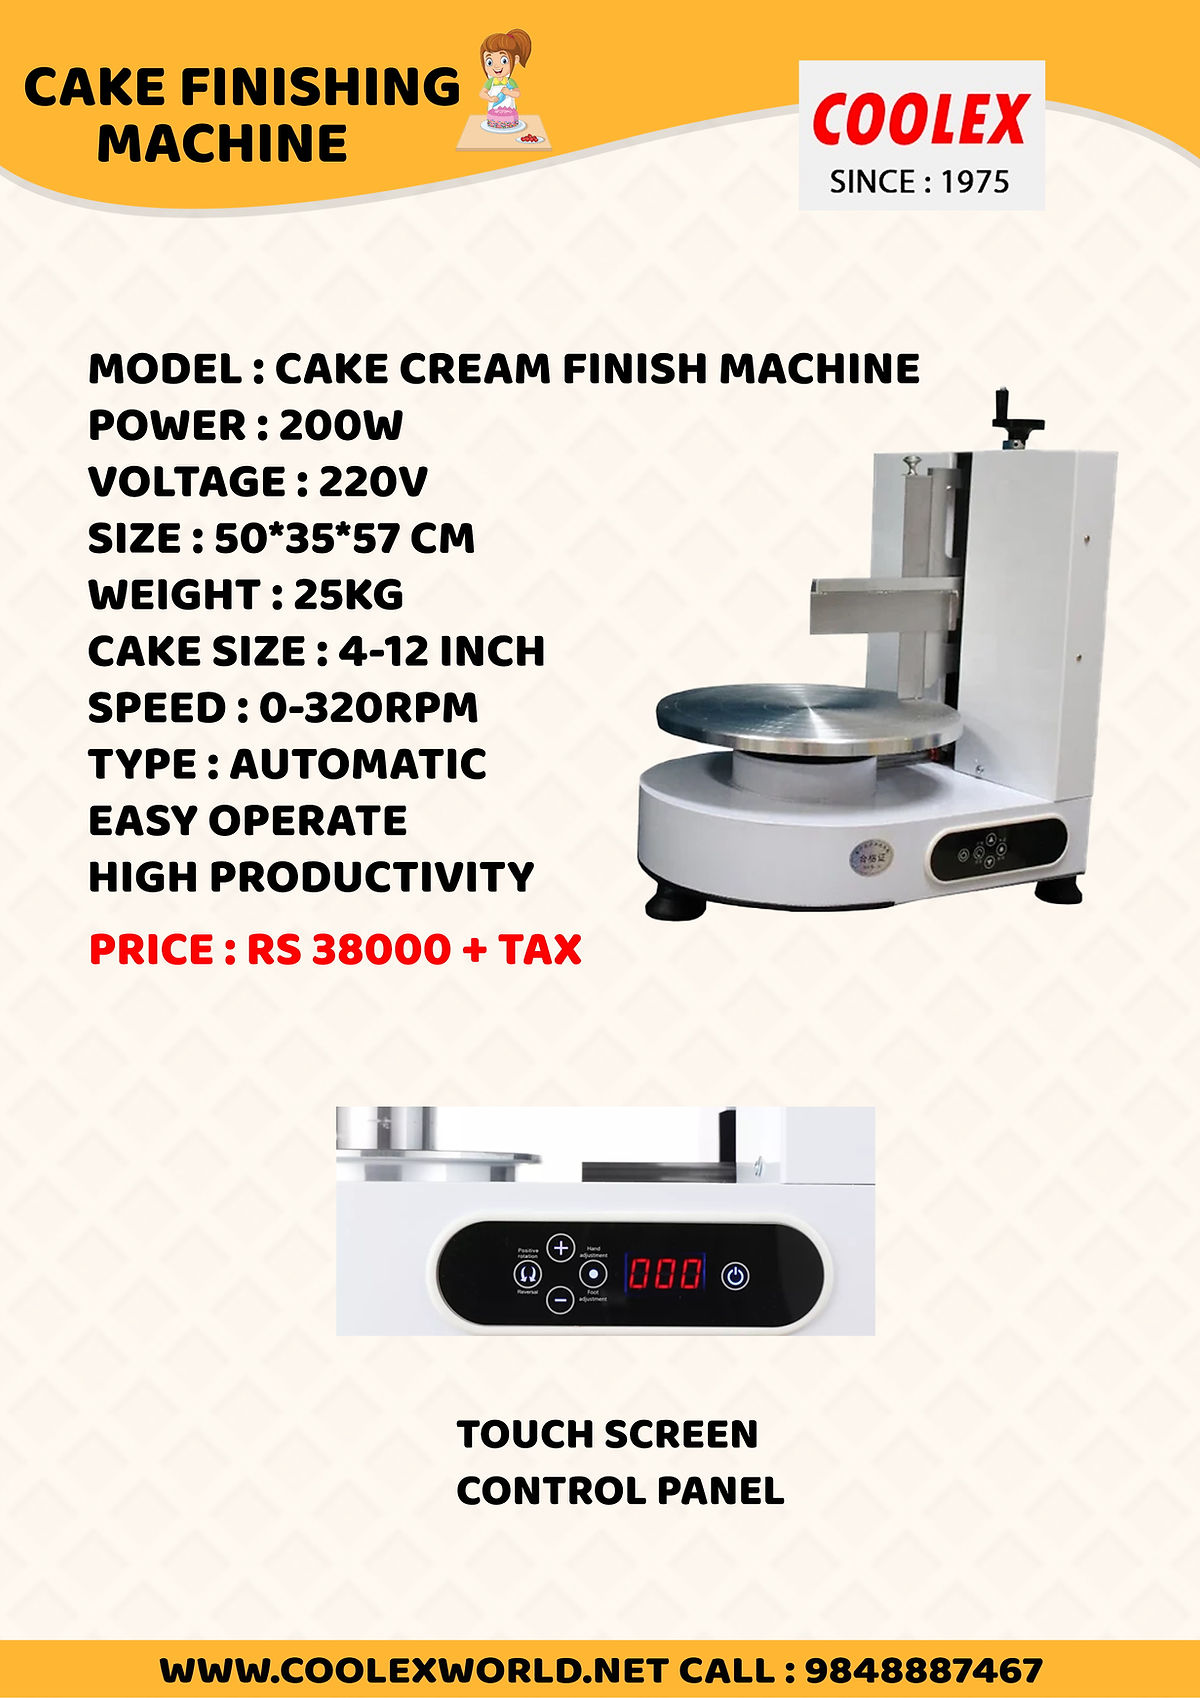 CAKE FINISHING
MACHINE
COOLEX
SINCE : 1975
MODEL : CAKE CREAM FINISH MACHINE
POWER : 200W
VOLTAGE : 220V
SIZE : 50*35*57 CM
WEIGHT : 25KG
CAKE SIZE : 4-12 INCH
SPEED : 0-320RPM
TYPE : AUTOMATIC
EASY OPERATE
HIGH PRODUCTIVITY
PRICE : RS 38000 + TAX
合格证
Positive
rotation
Reversal
Hand
adjustment
Foot
adjustment
000
TOUCH SCREEN
CONTROL PANEL
WWW.COOLEXWORLD.NET CALL : 9848887467